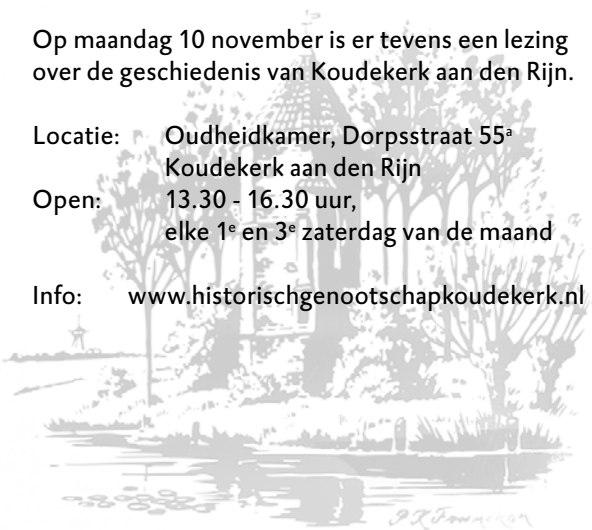 Op maandag 10 november is er tevens een lezing
over de geschiedenis van Koudekerk aan den Rijn.
Locatie: Oudheidkamer, Dorpsstraat 55ª
Koudekerk aan den Rijn
Open: 13.30 - 16.30 uur,
elke 1ᵉ en 3ᵉ zaterdag van de maand
Info: www.historischgenootschapkoudekerk.nl